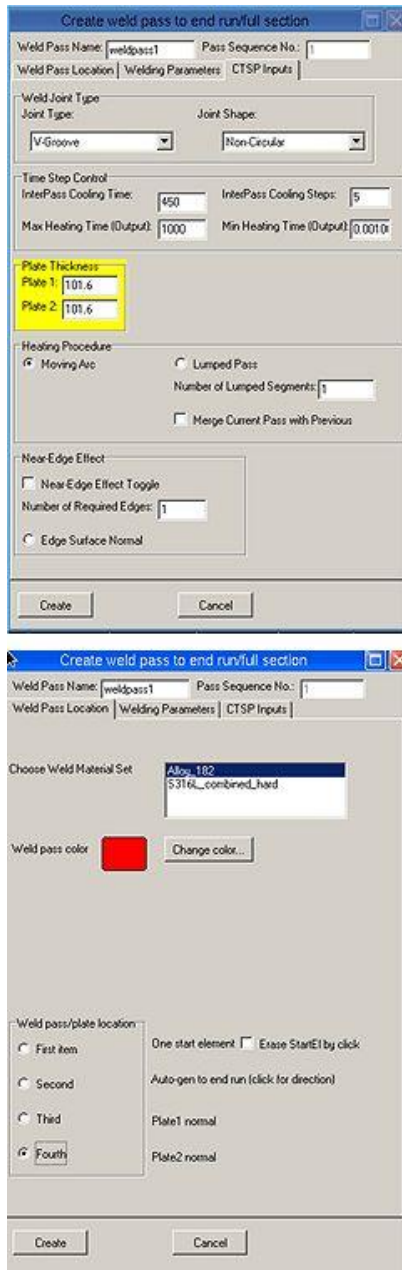 Create weld pass to end run/full section
Weld Pass Name: weldpass1 Pass Sequence No.: 1
Weld Pass Location Welding Parameters CTSP Inputs
Weld Joint Type
Joint Type: Joint Shape:
V-Groove Non-Circular
Time Step Control
InterPass Cooling Time: 450 InterPass Cooling Steps: 5
Max Heating Time (Output): 1000 Min Heating Time (Output): 0.0010
Plate Thickness
Plate 1: 101.6
Plate 2: 101.6
Heating Procedure
Moving Arc Lumped Pass
Number of Lumped Segments: 1
Merge Current Pass with Previous
Near-Edge Effect
Near-Edge Effect Toggle
Number of Required Edges: 1
Edge Surface Normal
Create Cancel
Create weld pass to end run/full section
Weld Pass Name: weldpass1 Pass Sequence No.: 1
Weld Pass Location Welding Parameters CTSP Inputs
Choose Weld Material Set Alloy_182
S316L_combined_hard
Weld pass color Change color...
Weld pass/plate location
First item One start element Erase StartEl by click
Second Auto-gen to end run (click for direction)
Third Plate1 normal
Fourth Plate2 normal
Create Cancel